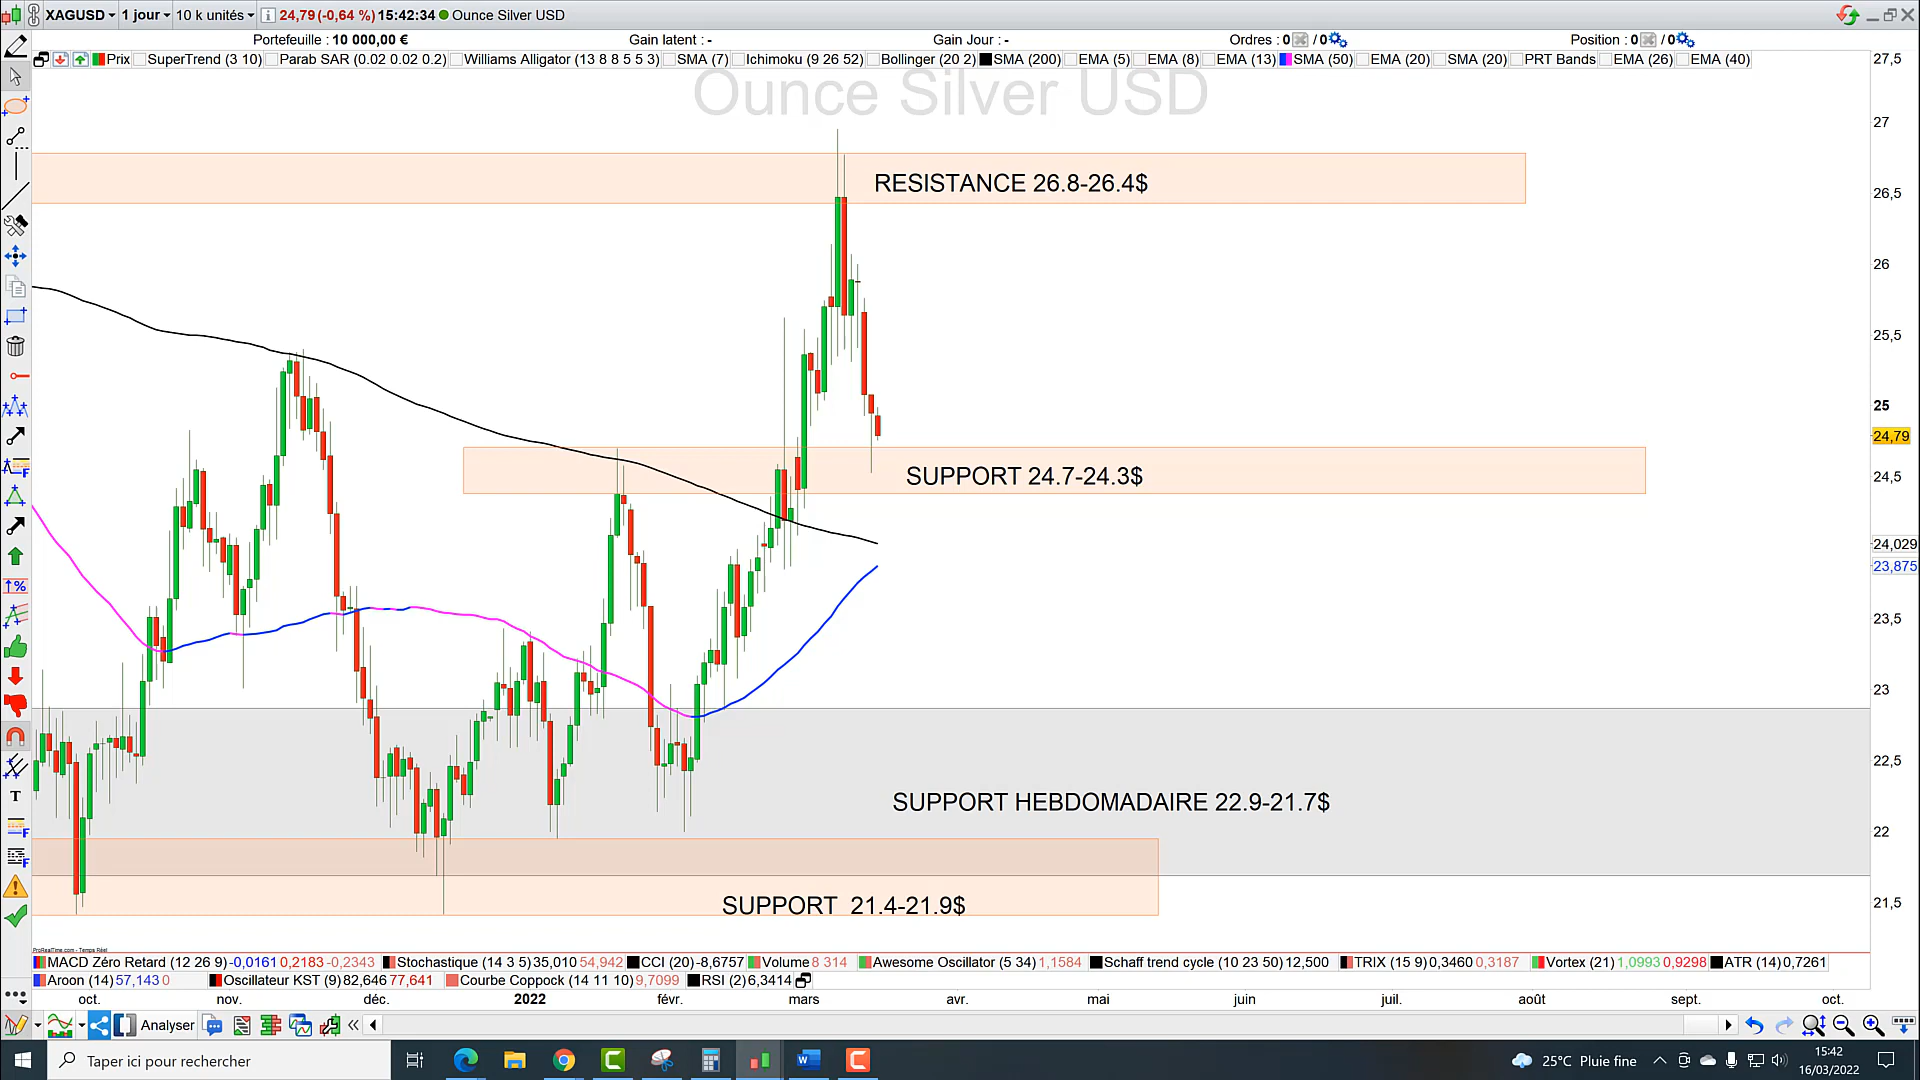 XAGUSD 1 jour 10 k unités 24,79 (-0,64 %) 15:42:34 Ounce Silver USD
Portefeuille : 10 000,00 € Gain latent : - Gain Jour : - Ordres : 0 / 0 Position : 0 / 0
Prix SuperTrend (3 10) Parab SAR (0.02 0.02 0.2) Williams Alligator (13 8 8 5 5 3) SMA (7) Ichimoku (9 26 52) Bollinger (20 2) SMA (200) EMA (5) EMA (8) EMA (13) SMA (50) EMA (20) SMA (20) PRT Bands EMA (26) EMA (40)
27,5
Ounce Silver USD
27
RESISTANCE 26.8-26.4$
26,5
26
25,5
25
24,79
SUPPORT 24.7-24.3$
24,5
24,029
23,875
23,5
23
22,5
SUPPORT HEBDOMADAIRE 22.9-21.7$
22
SUPPORT 21.4-21.9$
21,5
ProRealTime.com - Temps Réel
MACD Zéro Retard (12 26 9) -0,0161 0,2183 -0,2343 Stochastique (14 3 5) 35,010 54,942 CCI (20) -8,6757 Volume 8 314 Awesome Oscillator (5 34) 1,1584 Schaff trend cycle (10 23 50) 12,500 TRIX (15 9) 0,3460 0,3187 Vortex (21) 1,0993 0,9298 ATR (14) 0,7261
Aroon (14) 57,143 0 Oscillateur KST (9) 82,646 77,641 Courbe Coppock (14 11 10) 9,7099 RSI (2) 6,3414
oct. nov. déc. 2022 févr. mars avr. mai juin juil. août sept. oct.
Analyser
Taper ici pour rechercher 25°C Pluie fine 15:42
16/03/2022